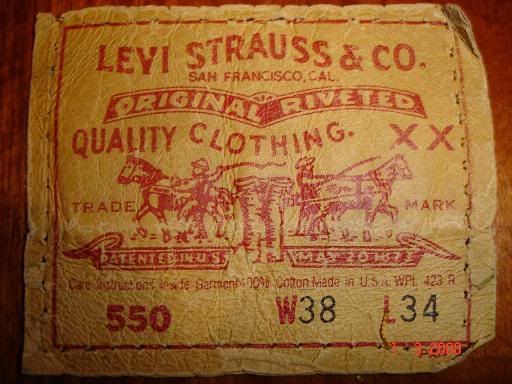 LEVI STRAUSS & CO.
SAN FRANCISCO, CAL.
ORIGINAL RIVETED
QUALITY CLOTHING. XX
TRADE MARK
PATENTED IN U.S. MAY 20 1873
Care Instructions Inside Garment 100% Cotton Made in U.S.A. WPL 423 R
550 W38 L34
2008